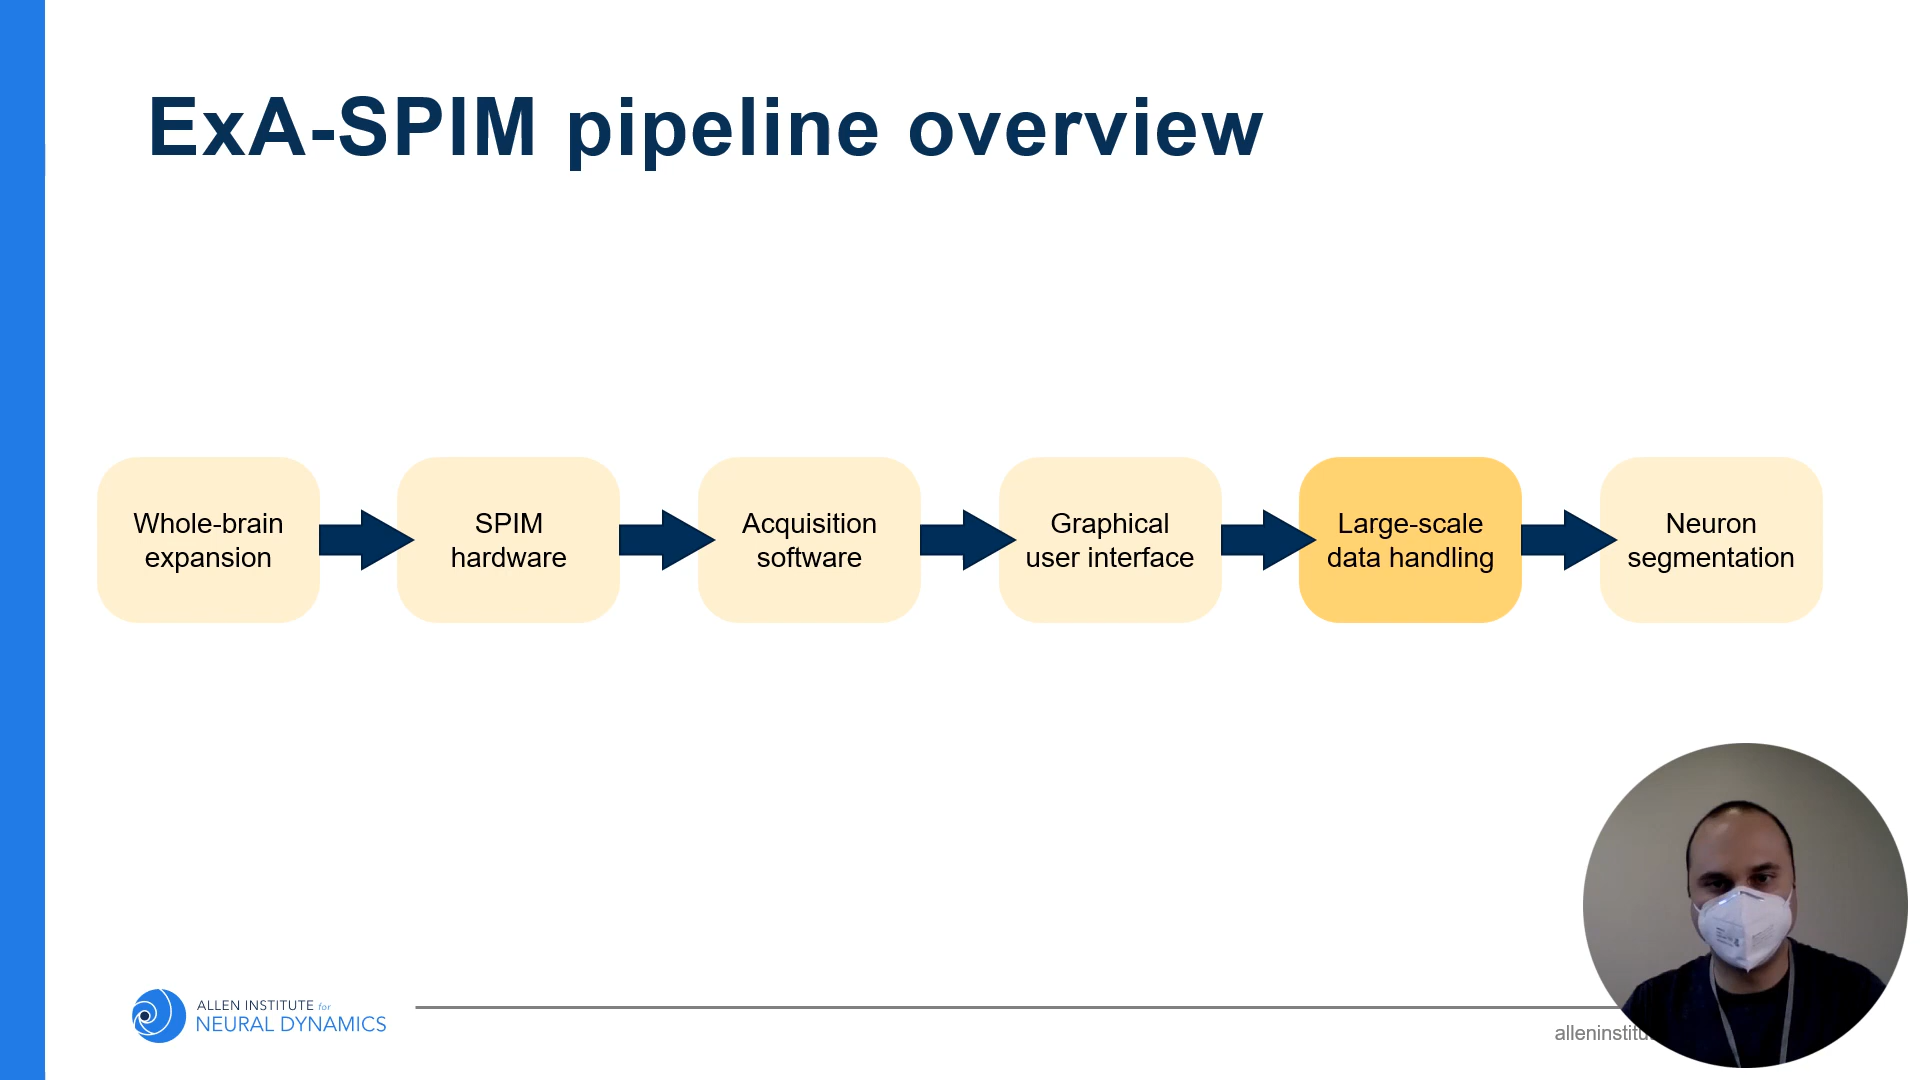 ExA-SPIM pipeline overview
Whole-brain
expansion
SPIM
hardware
Acquisition
software
Graphical
user interface
Large-scale
data handling
Neuron
segmentation
ALLEN INSTITUTE for
NEURAL DYNAMICS